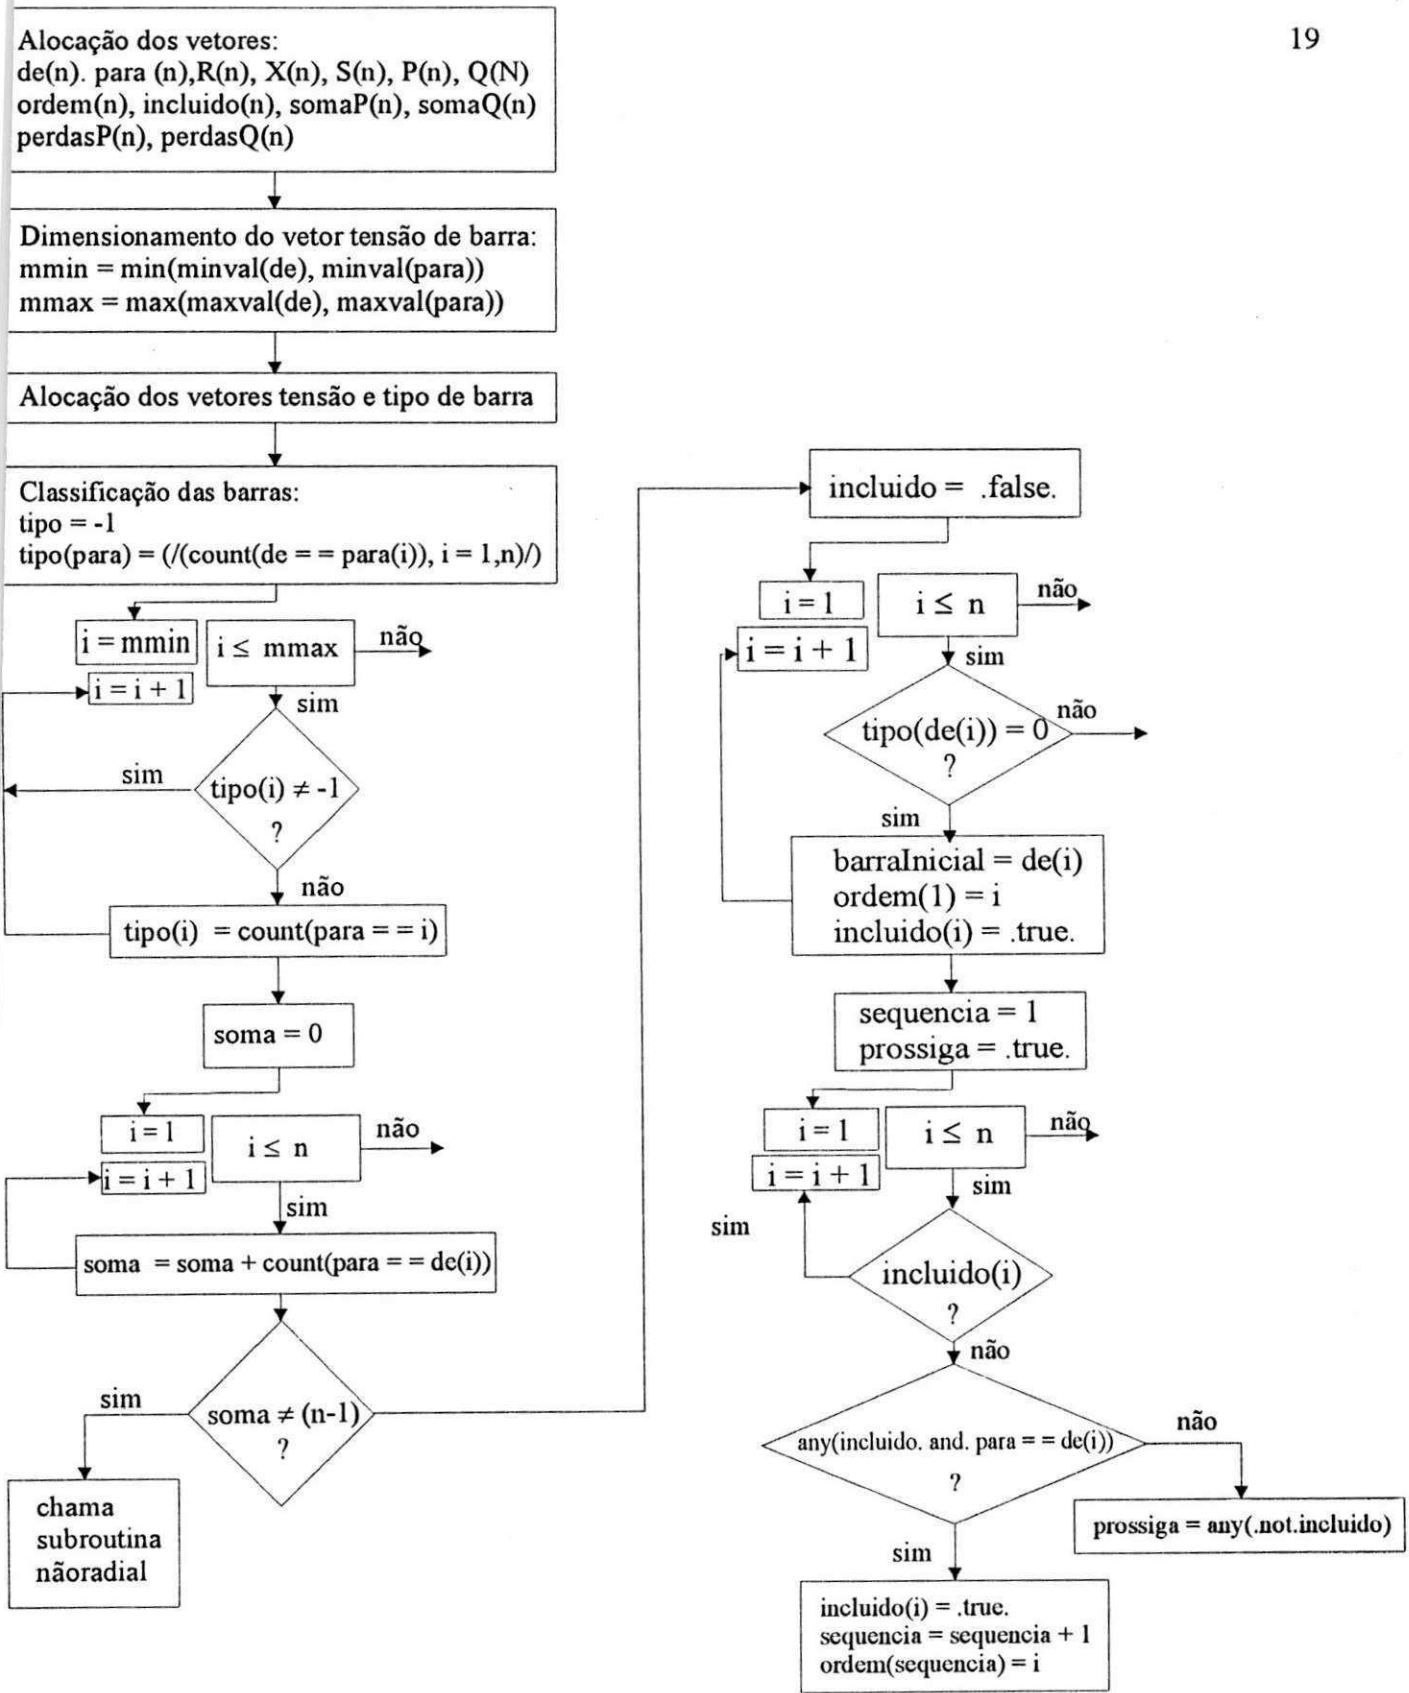 19
Alocação dos vetores:
de(n). para (n),R(n), X(n), S(n), P(n), Q(N)
ordem(n), incluido(n), somaP(n), somaQ(n)
perdasP(n), perdasQ(n)
Dimensionamento do vetor tensão de barra:
mmin = min(minval(de), minval(para))
mmax = max(maxval(de), maxval(para))
Alocação dos vetores tensão e tipo de barra
Classificação das barras:
tipo = -1
tipo(para) = (/(count(de = = para(i)), i = 1,n)/)
i = mmin
i ≤ mmax
não
i = i + 1
sim
sim
tipo(i) ≠ -1
?
não
tipo(i) = count(para = = i)
soma = 0
i = 1
i ≤ n
não
i = i + 1
sim
soma = soma + count(para = = de(i))
sim
soma ≠ (n-1)
?
chama
subroutina
nãoradial
incluido = .false.
i = 1
i ≤ n
não
i = i + 1
sim
tipo(de(i)) = 0
não
?
sim
barraInicial = de(i)
ordem(1) = i
incluido(i) = .true.
sequencia = 1
prossiga = .true.
i = 1
i ≤ n
não
i = i + 1
sim
sim
incluido(i)
?
não
any(incluido. and. para = = de(i))
?
não
prossiga = any(.not.incluido)
sim
incluido(i) = .true.
sequencia = sequencia + 1
ordem(sequencia) = i